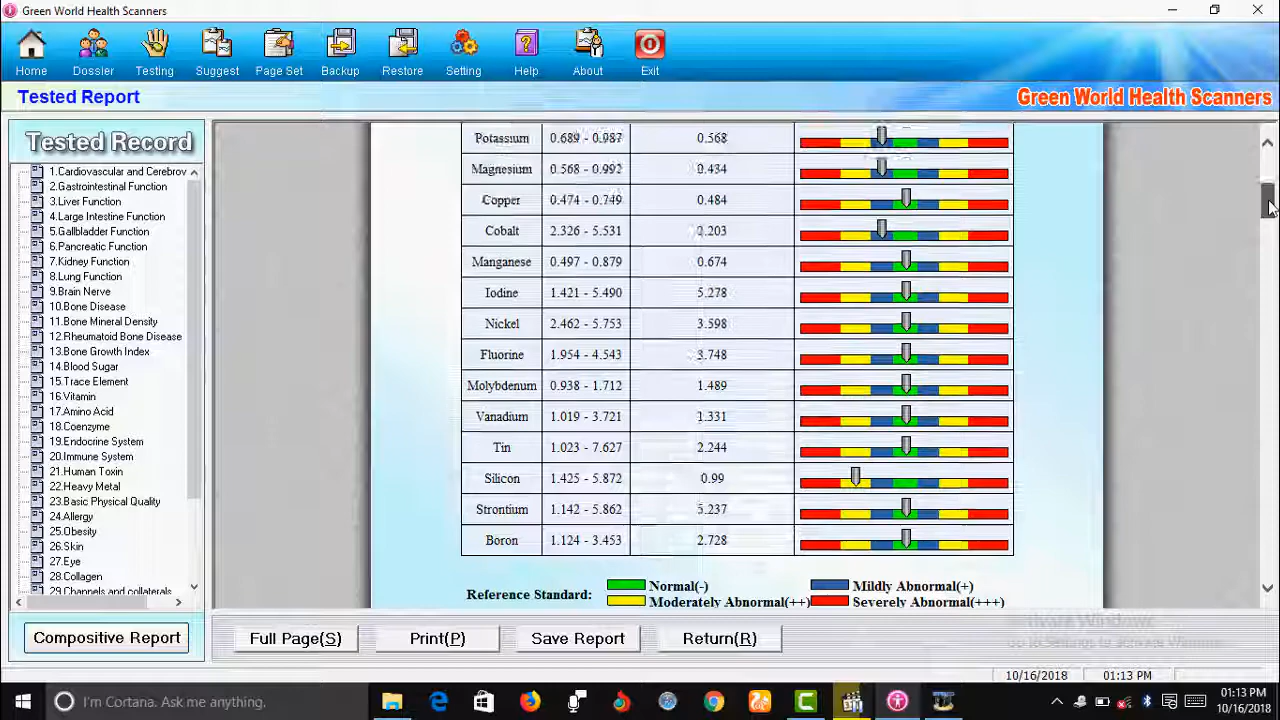 Green World Health Scanners
Home Dossier Testing Suggest Page Set Backup Restore Setting Help About Exit
Tested Report
Green World Health Scanners
Tested Record
1.Cardiovascular and Cerebrov
2.Gastrointestinal Function
3.Liver Function
4.Large Intestine Function
5.Gallbladder Function
6.Pancreatic Function
7.Kidney Function
8.Lung Function
9.Brain Nerve
10.Bone Disease
11.Bone Mineral Density
12.Rheumatoid Bone Disease
13.Bone Growth Index
14.Blood Sugar
15.Trace Element
16.Vitamin
17.Amino Acid
18.Coenzyme
19.Endocrine System
20.Immune System
21.Human Toxin
22.Heavy Metal
23.Basic Physical Quality
24.Allergy
25.Obesity
26.Skin
27.Eye
28.Collagen
29.Channels and collaterals
Potassium 0.689 - 0.987 0.568
Magnesium 0.568 - 0.992 0.434
Copper 0.474 - 0.749 0.484
Cobalt 2.326 - 5.531 2.203
Manganese 0.497 - 0.879 0.674
Iodine 1.421 - 5.490 5.278
Nickel 2.462 - 5.753 3.598
Fluorine 1.954 - 4.543 3.748
Molybdenum 0.938 - 1.712 1.489
Vanadium 1.019 - 3.721 1.331
Tin 1.023 - 7.627 2.244
Silicon 1.425 - 5.872 0.99
Strontium 1.142 - 5.862 5.237
Boron 1.124 - 3.453 2.728
Reference Standard: Normal(-) Mildly Abnormal(+)
Moderately Abnormal(++) Severely Abnormal(+++)
Compositive Report Full Page(S) Print(P) Save Report Return(R)
10/16/2018 01:13 PM
I'm Cortana. Ask me anything.
01:13 PM
10/16/2018